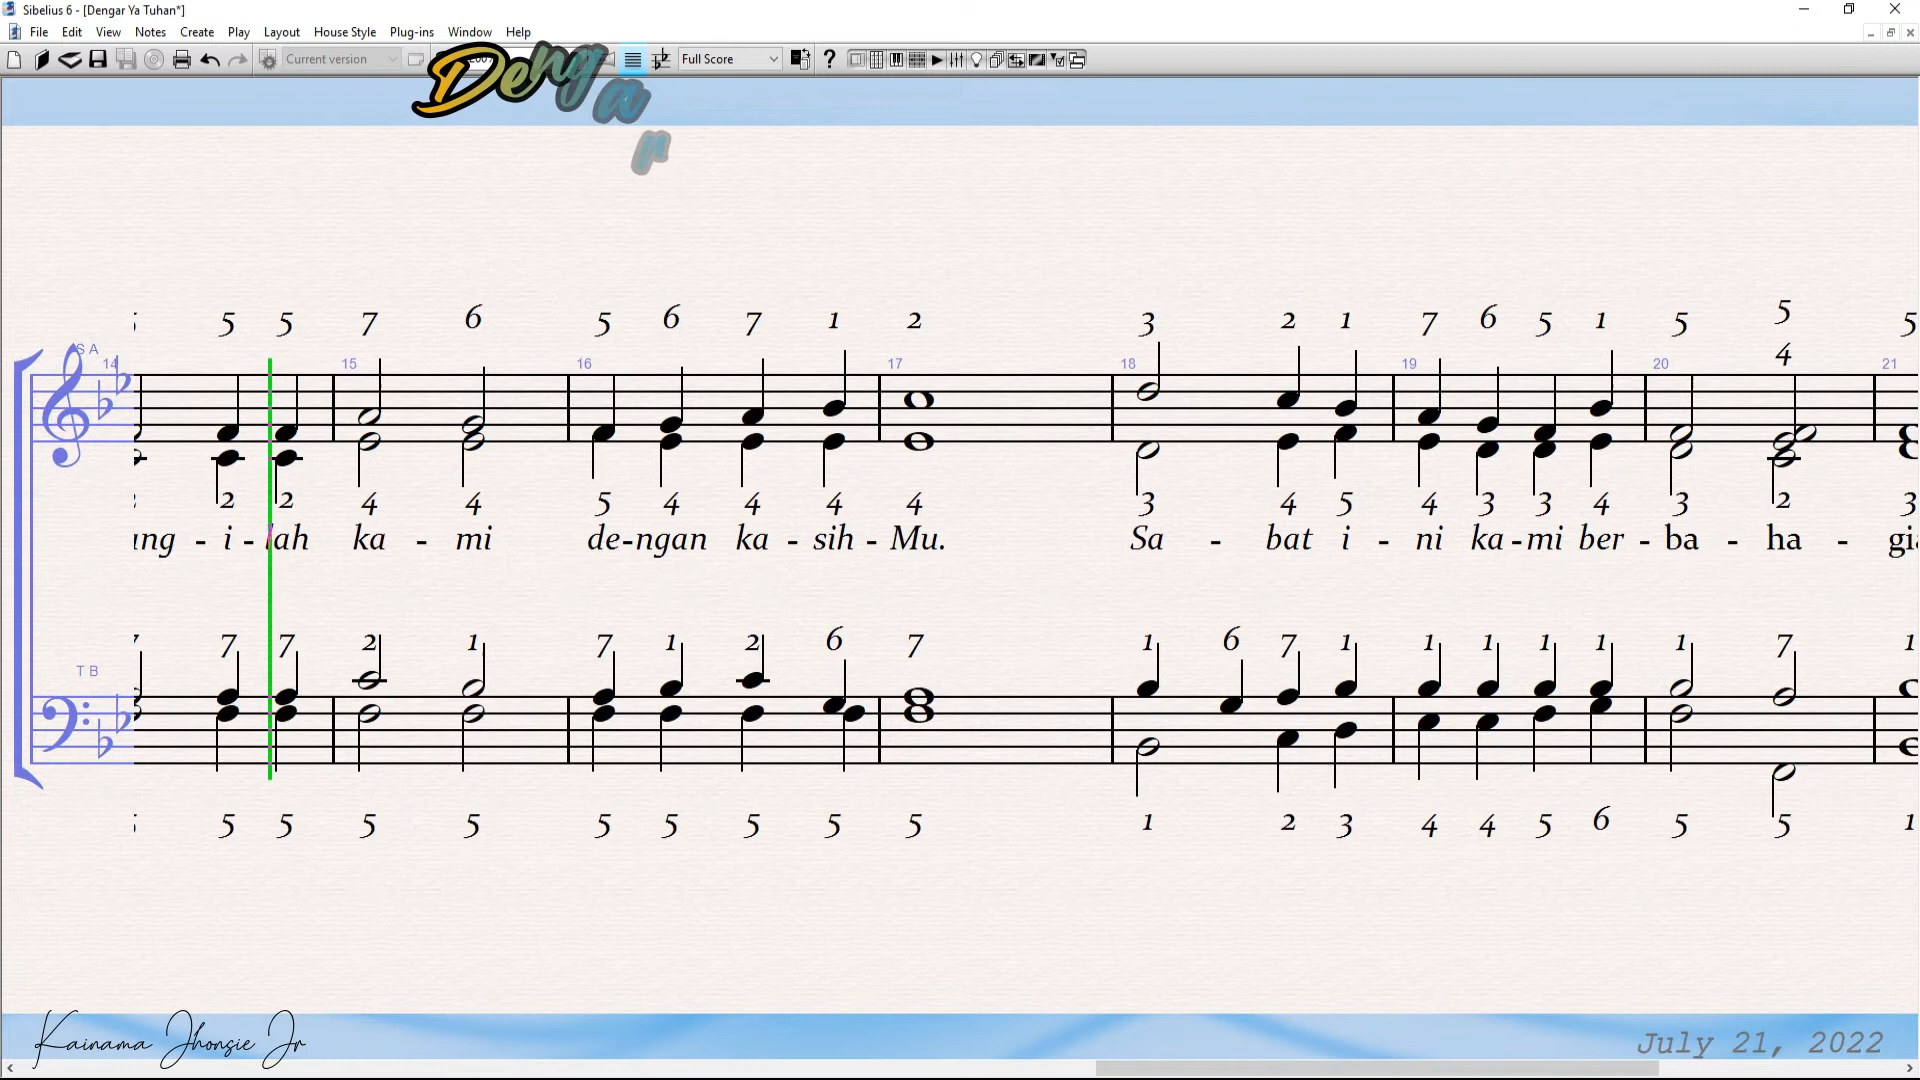 Sibelius 6 - [Dengar Ya Tuhan*]
File Edit View Notes Create Play Layout House Style Plug-ins Window Help
Current version Full Score
Dengar
5 5 7 6 5 6 7 1 2 3 2 1 7 6 5 1 5 5 5
4
S A
14 15 16 17 18 19 20 21
2 2 4 4 5 4 4 4 4 3 4 5 4 3 3 4 3 2 3
ang - i - lah ka - mi de-ngan ka - sih - Mu. Sa - bat i - ni ka-mi ber - ba - ha - gia
7 7 7 2 1 7 1 2 6 7 1 6 7 1 1 1 1 1 1 7 1
T B
5 5 5 5 5 5 5 5 5 1 2 3 4 4 5 6 5 5 1
Kainama Jhonsie Jr
July 21, 2022